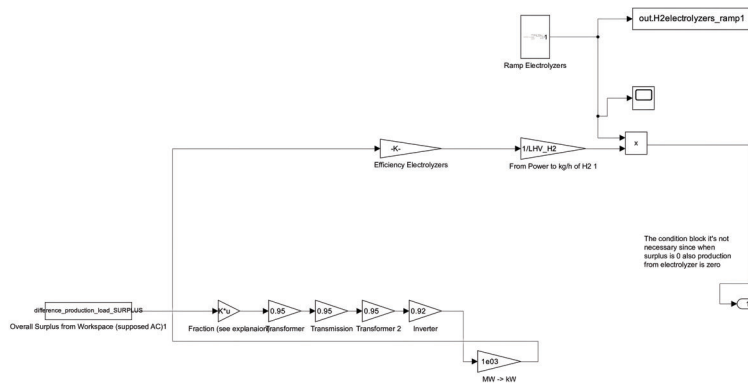 out.H2electrolyzers_ramp1
1
Ramp Electrolyzers
-K-
1/LHV_H2
x
Efficiency Electrolyzers
From Power to kg/h of H2 1
The condition block it's not
necessary since when
surplus is 0 also production
from electrolyzer is zero
difference_production_load_SURPLUS
K*u
0.95
0.95
0.95
0.92
1
Overall Surplus from Workspace (supposed AC)1
Fraction (see explanaion)
Transformer
Transmission
Transformer 2
Inverter
1e03
MW -> kW